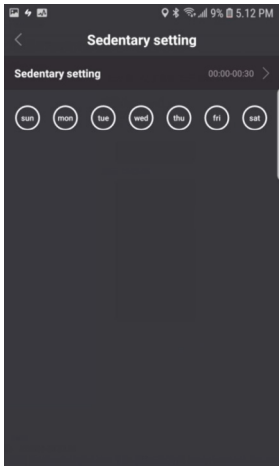 9% 5.12 PM
Sedentary setting
Sedentary setting 00:00-00:30
sun mon tue wed thu fri sat